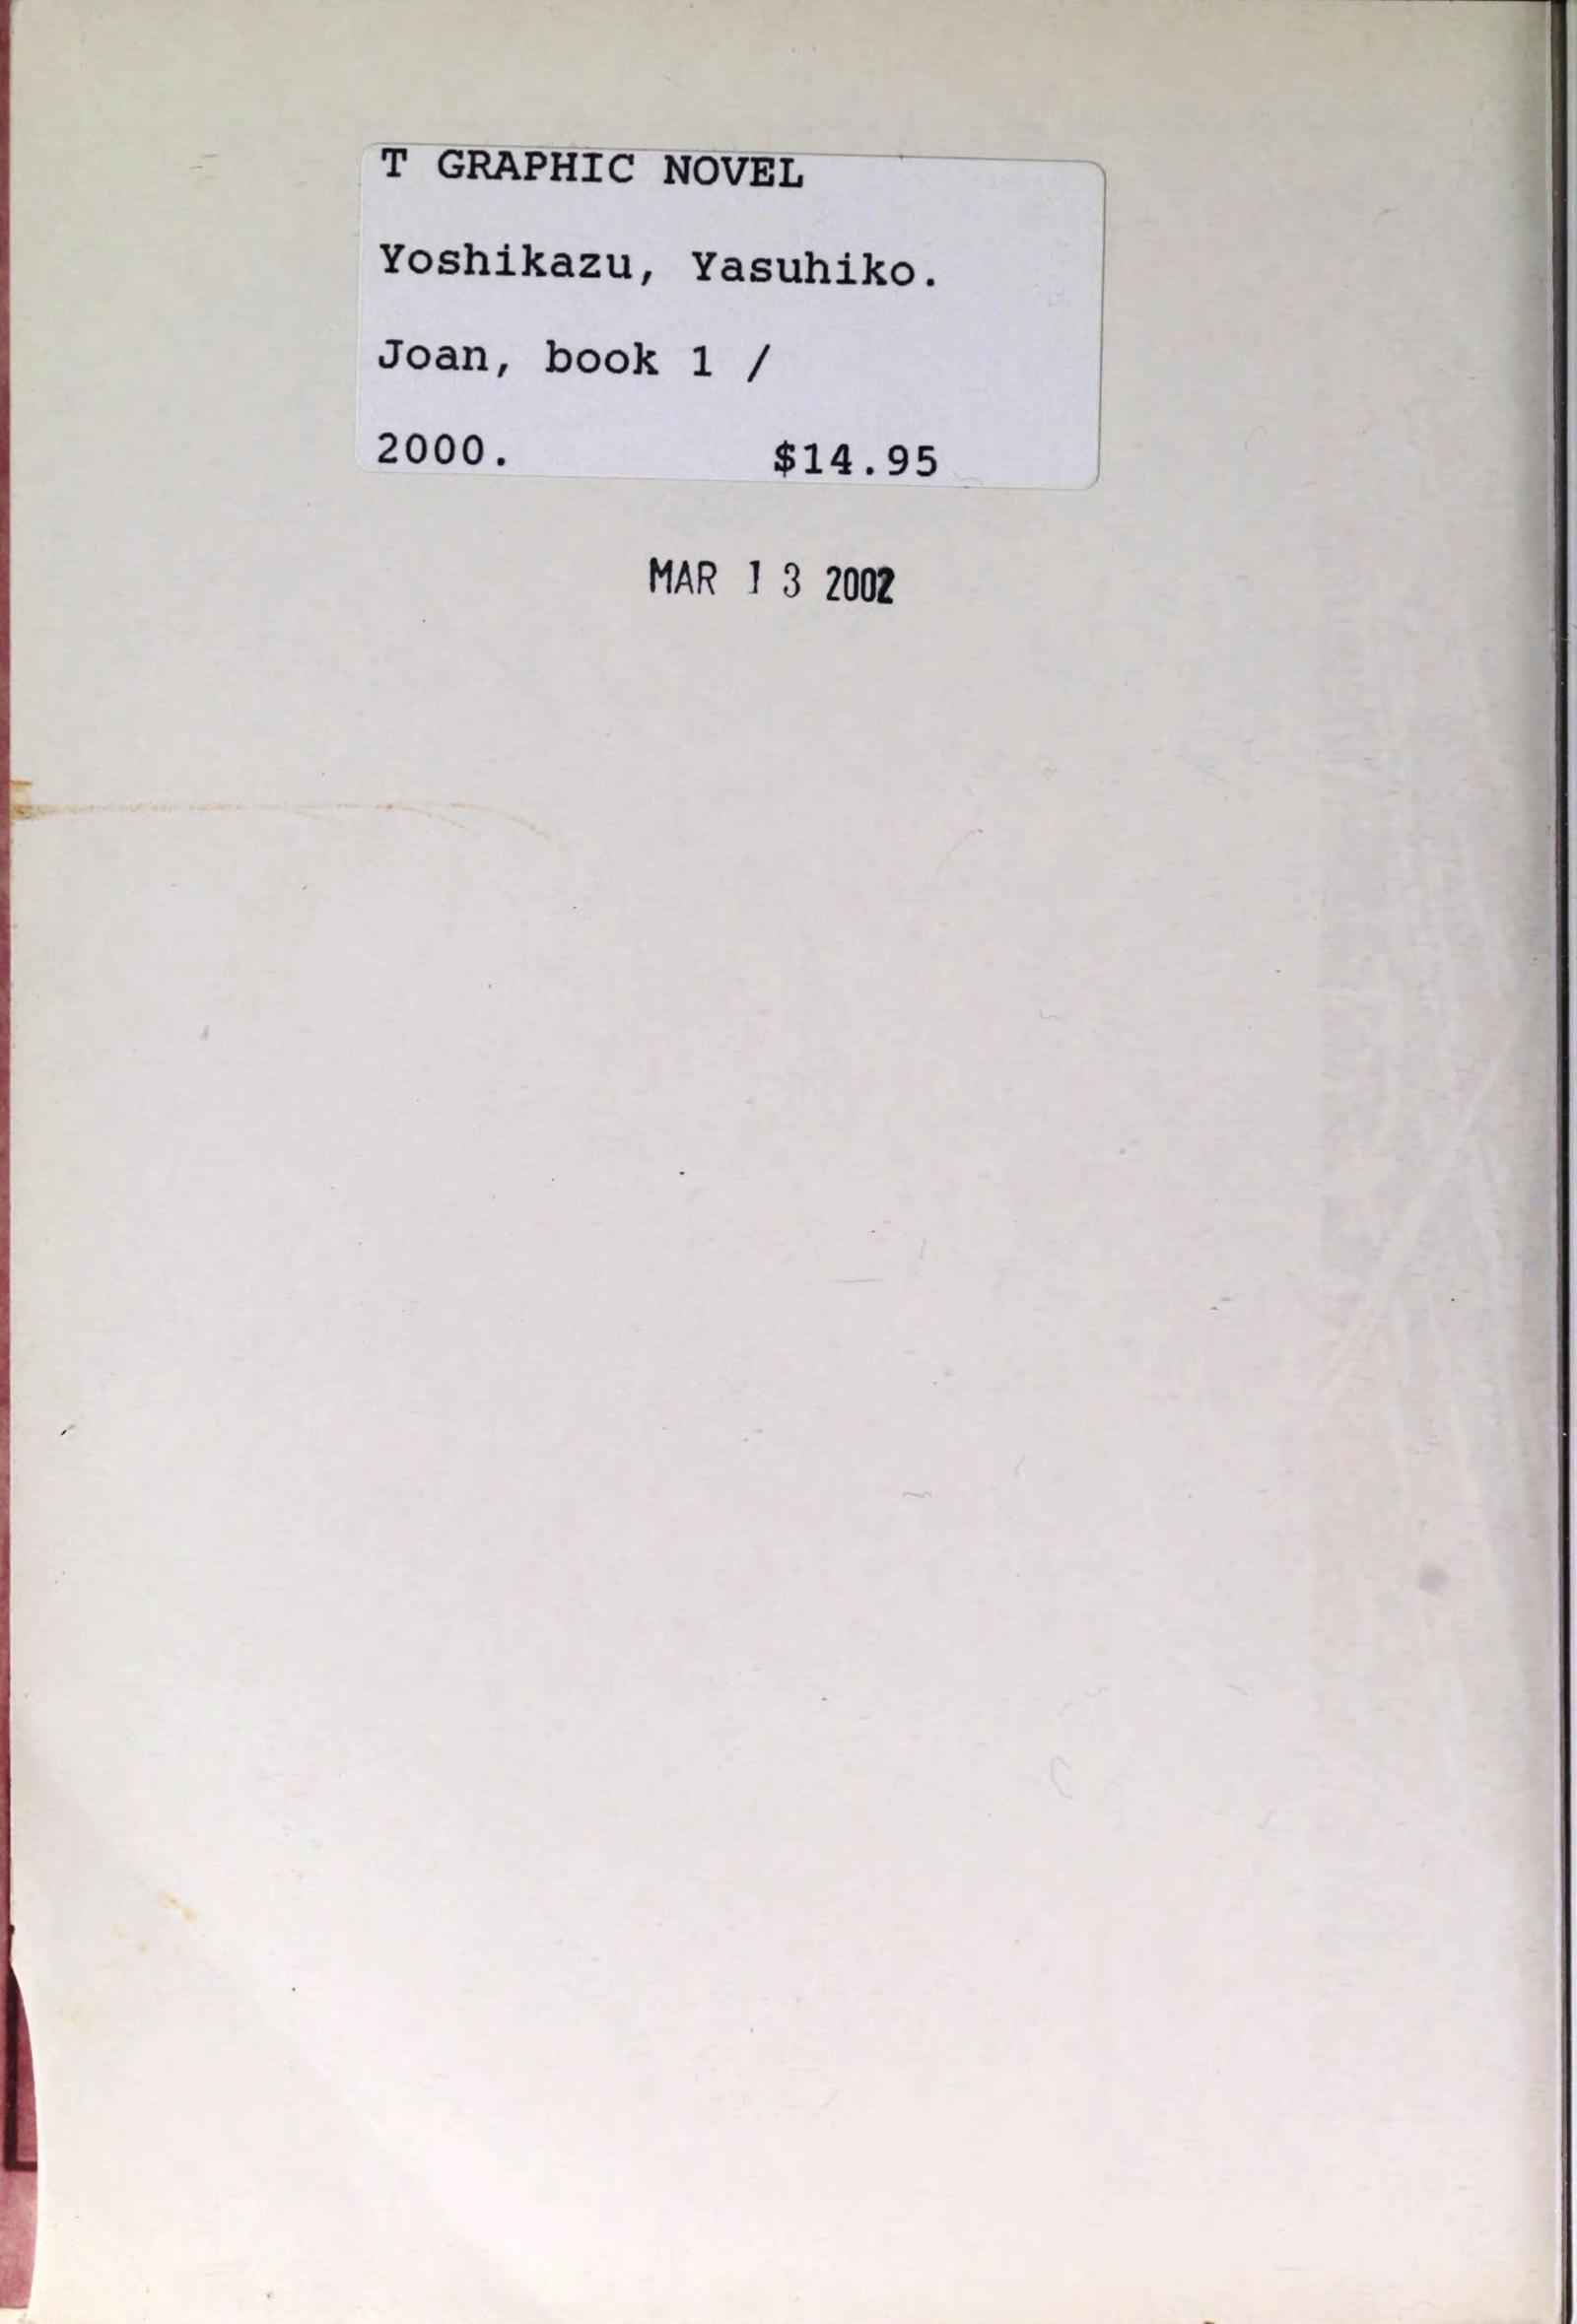 T GRAPHIC NOVEL
Yoshikazu, Yasuhiko.
Joan, book 1 /
2000. $14.95
MAR 13 2002